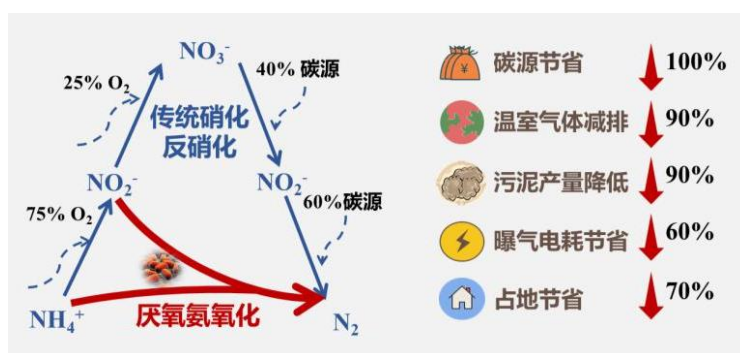 NO₃⁻
25% O₂
40% 碳源
传统硝化
反硝化
NO₂⁻
NO₂⁻
75% O₂
60%碳源
NH₄⁺
厌氧氨氧化
N₂
¥
碳源节省
100%
温室气体减排
90%
污泥产量降低
90%
曝气电耗节省
60%
占地节省
70%